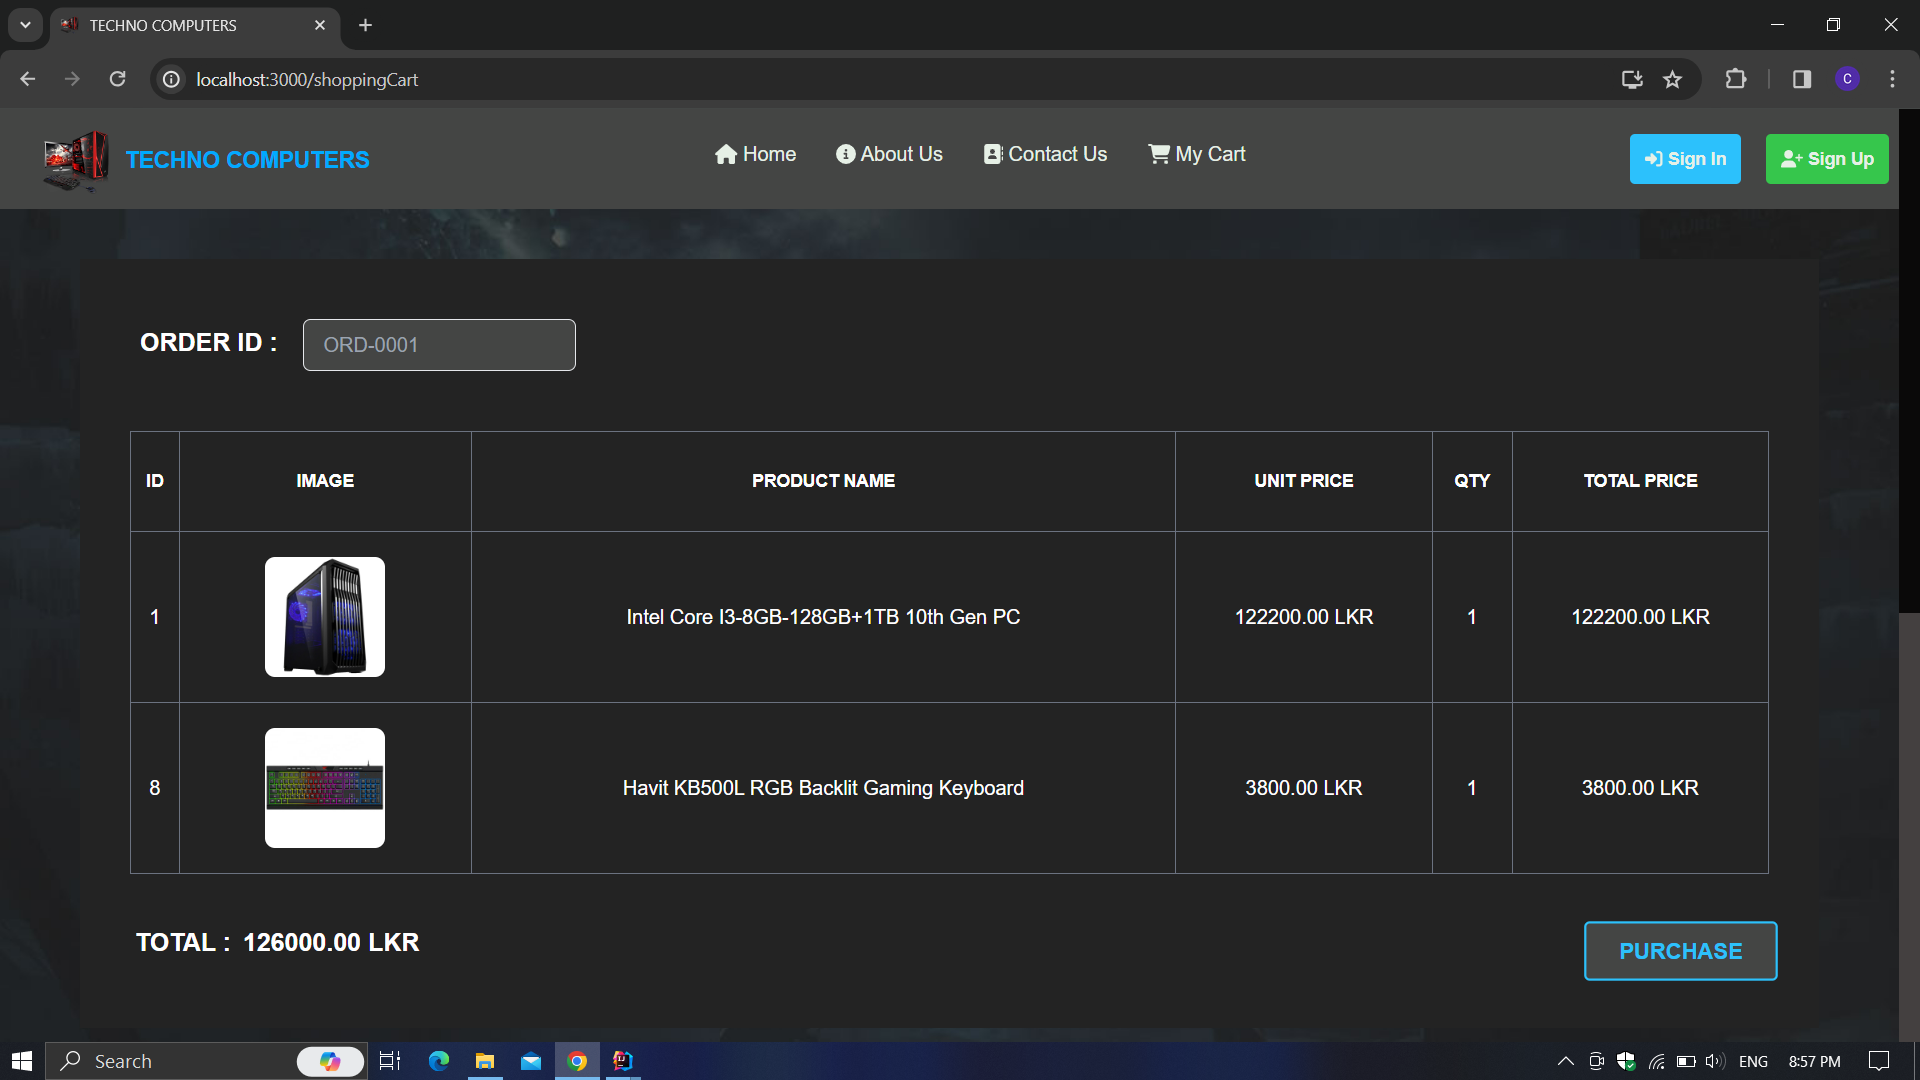 TECHNO COMPUTERS
localhost:3000/shoppingCart
C
TECHNO COMPUTERS
Home
About Us
Contact Us
My Cart
Sign In
Sign Up
ORDER ID :
ORD-0001
ID IMAGE PRODUCT NAME UNIT PRICE QTY TOTAL PRICE
1 Intel Core I3-8GB-128GB+1TB 10th Gen PC 122200.00 LKR 1 122200.00 LKR
8 Havit KB500L RGB Backlit Gaming Keyboard 3800.00 LKR 1 3800.00 LKR
TOTAL : 126000.00 LKR
PURCHASE
Search
ENG
8:57 PM